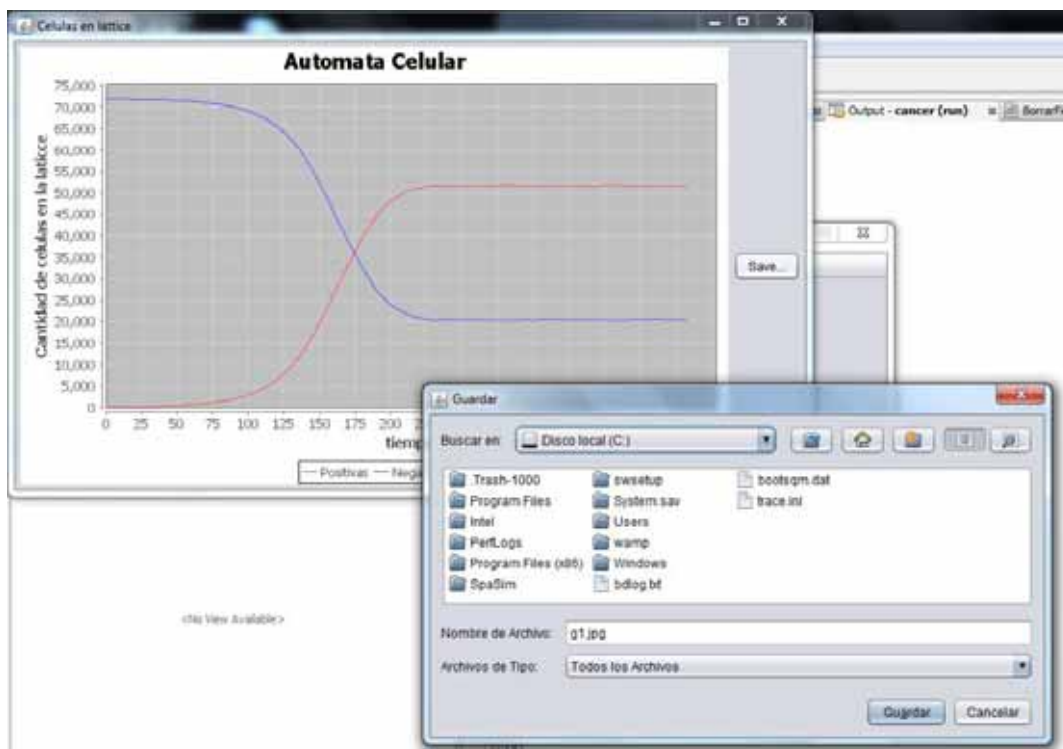 Celulas en lattice
Automata Celular
Cantidad de celulas en la laticce
75,000
70,000
65,000
60,000
55,000
50,000
45,000
40,000
35,000
30,000
25,000
20,000
15,000
10,000
5,000
0
0 25 50 75 100 125 150 175 200
tiemp
Positivas Nega
Save...
Output - cancer (run)
Guardar
Buscar en: Disco local (C:)
.Trash-1000
Program Files
Intel
PerfLogs
Program Files (x86)
SpaSim
swsetup
System.sav
Users
wamp
Windows
bdlog.txt
bootsqm.dat
trace.ini
Nombre de Archivo: g1.jpg
Archivos de Tipo: Todos los Archivos
Guardar Cancelar
<No View Available>